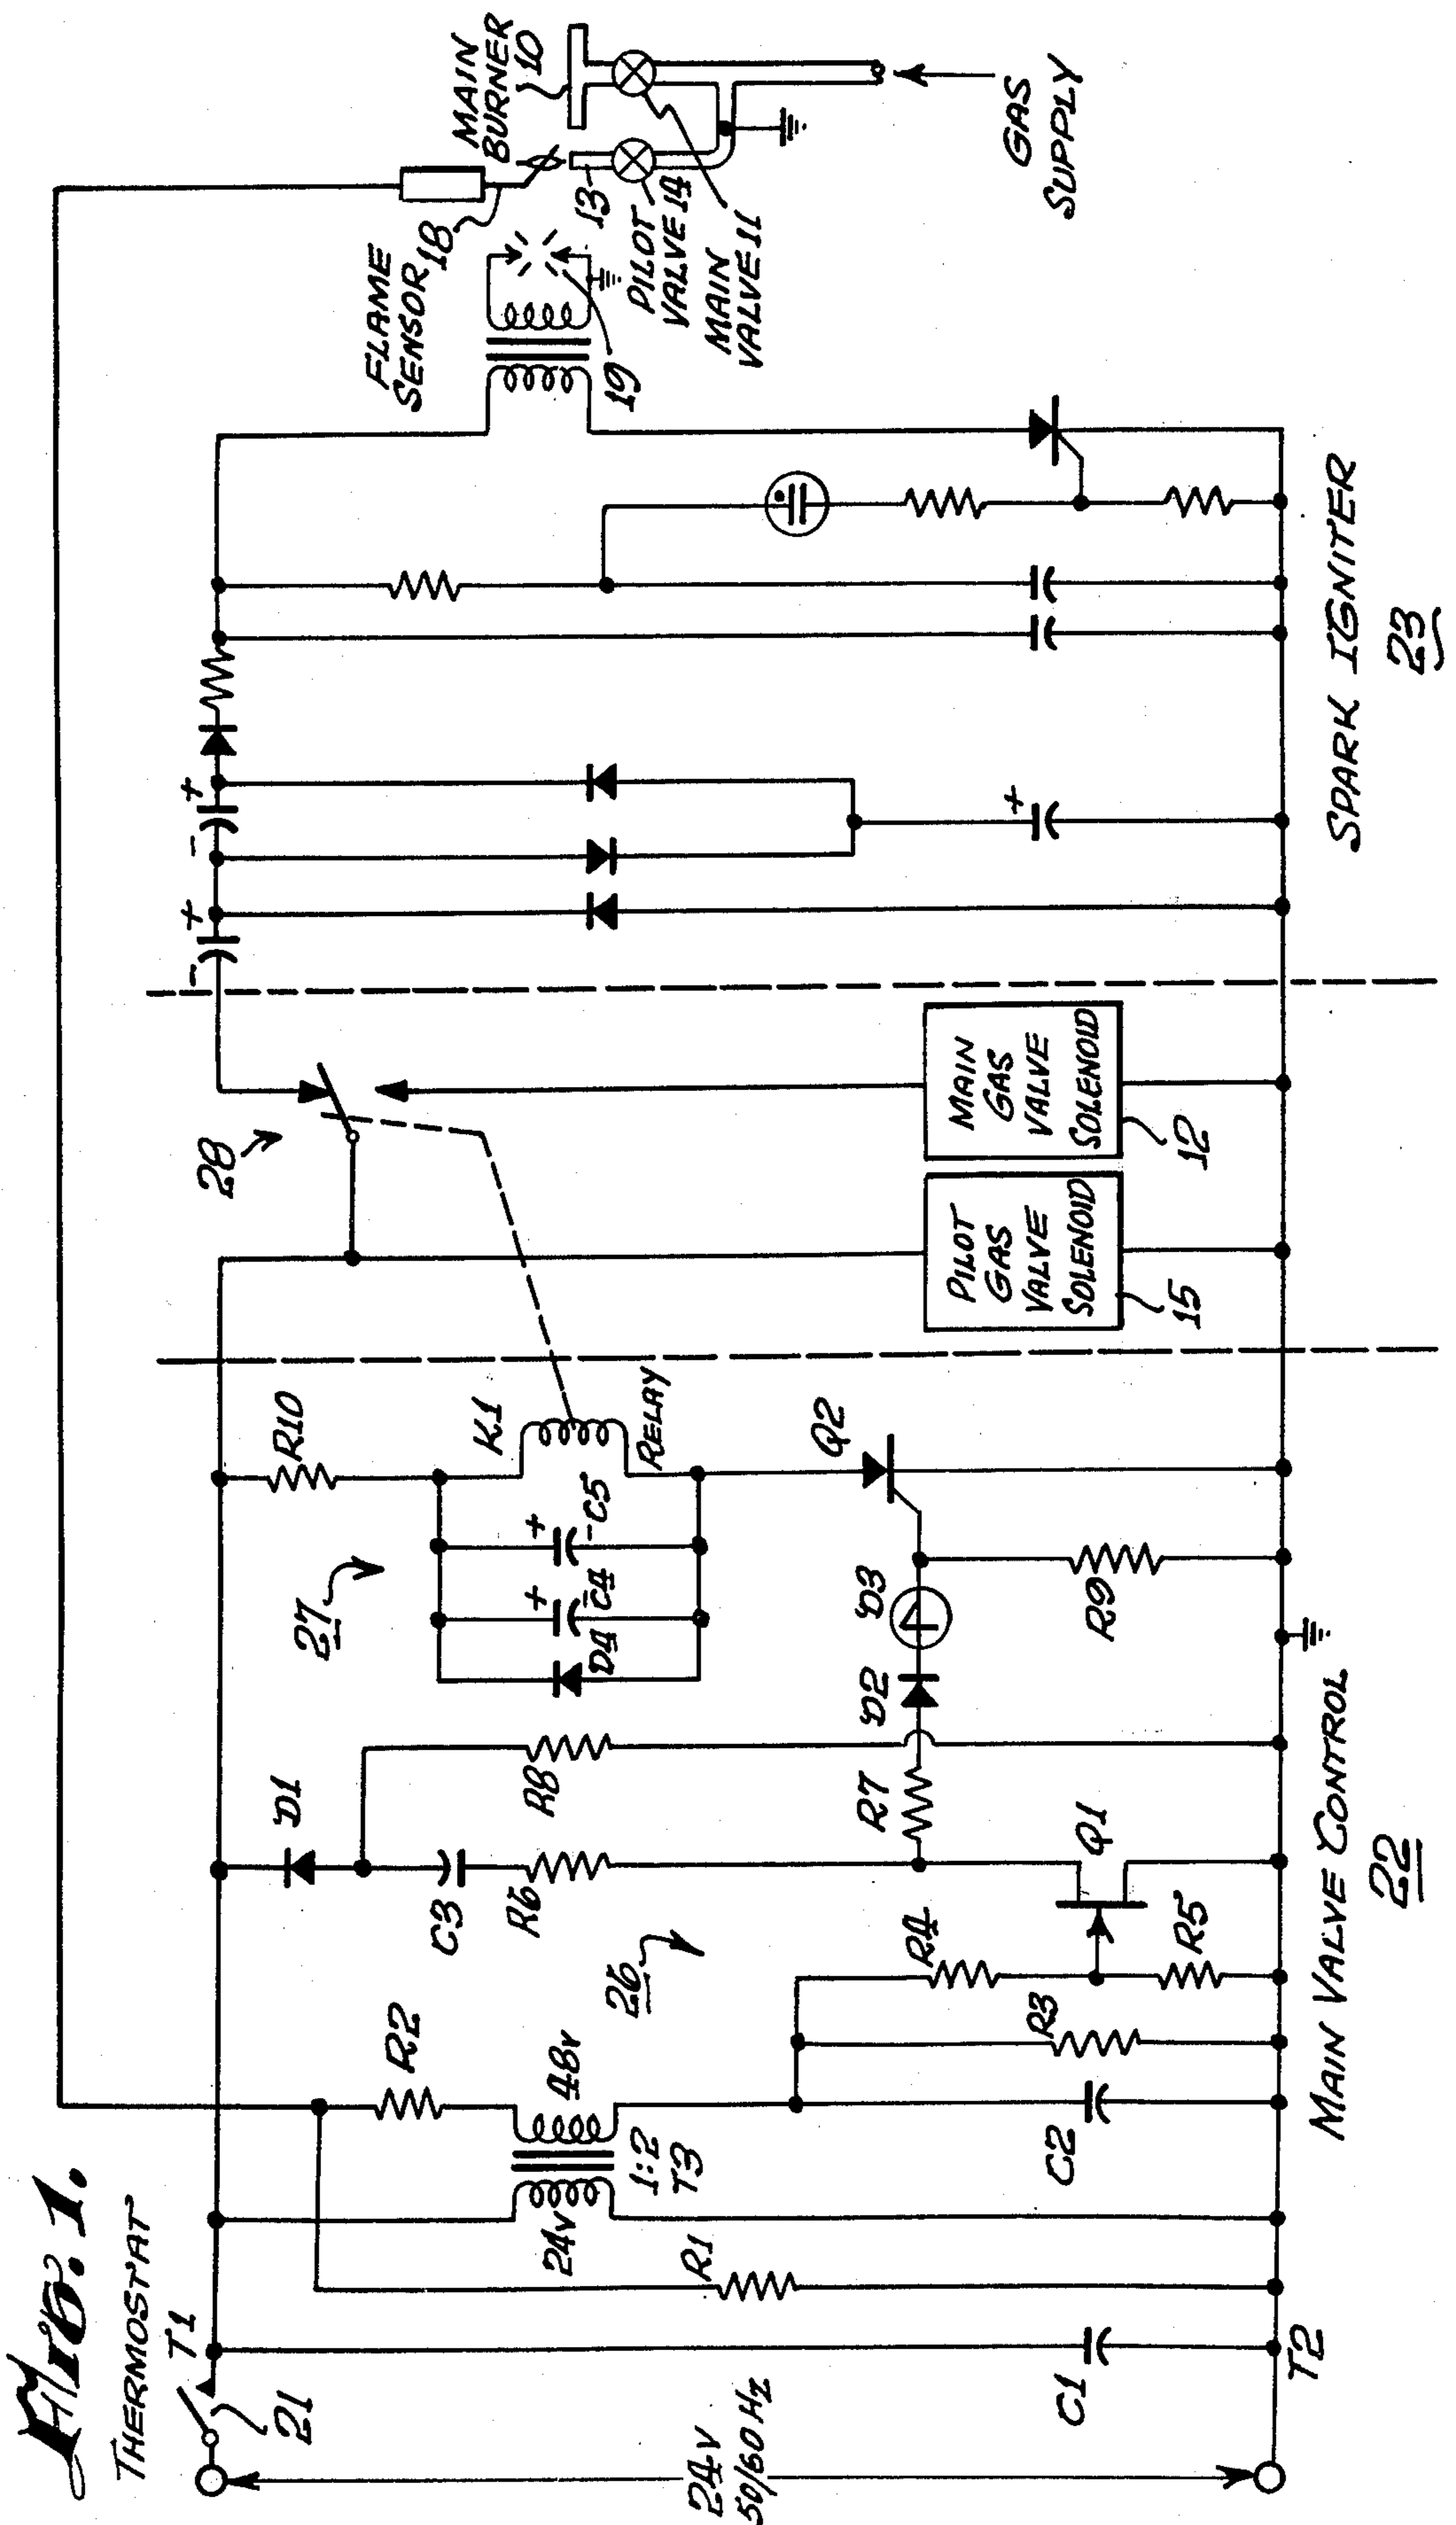 Fig. 1.
THERMOSTAT
T1
21
24V
50/60 Hz
T2
C1
R1
24V
1:2
T3
48V
R2
C2
R3
R4
R5
26
C3
R6
D1
R8
R7
Q1
D2
D3
R9
27
D4
+
-
C4
+
-
C5
R10
K1
RELAY
Q2
MAIN VALVE CONTROL
22
28
PILOT
GAS
VALVE
SOLENOID
15
MAIN
GAS
VALVE
SOLENOID
12
-
+
-
+
+
SPARK IGNITER
23
FLAME
SENSOR 18
19
MAIN
BURNER
10
13
PILOT
VALVE 14
MAIN
VALVE 11
GAS
SUPPLY